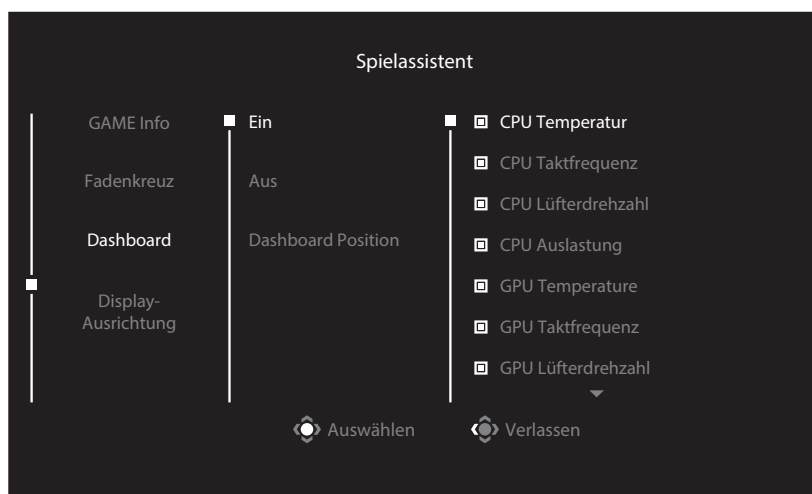 Spielassistent
GAME Info
Fadenkreuz
Dashboard
Display-
Ausrichtung
Ein
Aus
Dashboard Position
CPU Temperatur
CPU Taktfrequenz
CPU Lüfterdrehzahl
CPU Auslastung
GPU Temperature
GPU Taktfrequenz
GPU Lüfterdrehzahl
Auswählen
Verlassen